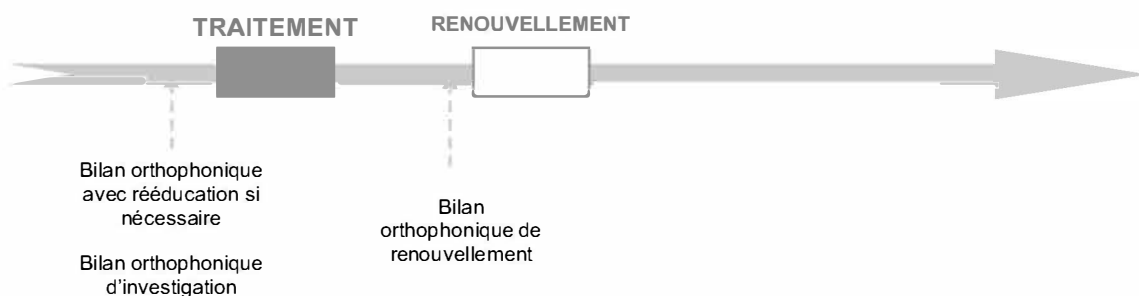 TRAITEMENT
RENOUVELLEMENT
Bilan orthophonique
avec rééducation si
nécessaire
Bilan orthophonique
d'investigation
Bilan
orthophonique de
renouvellement